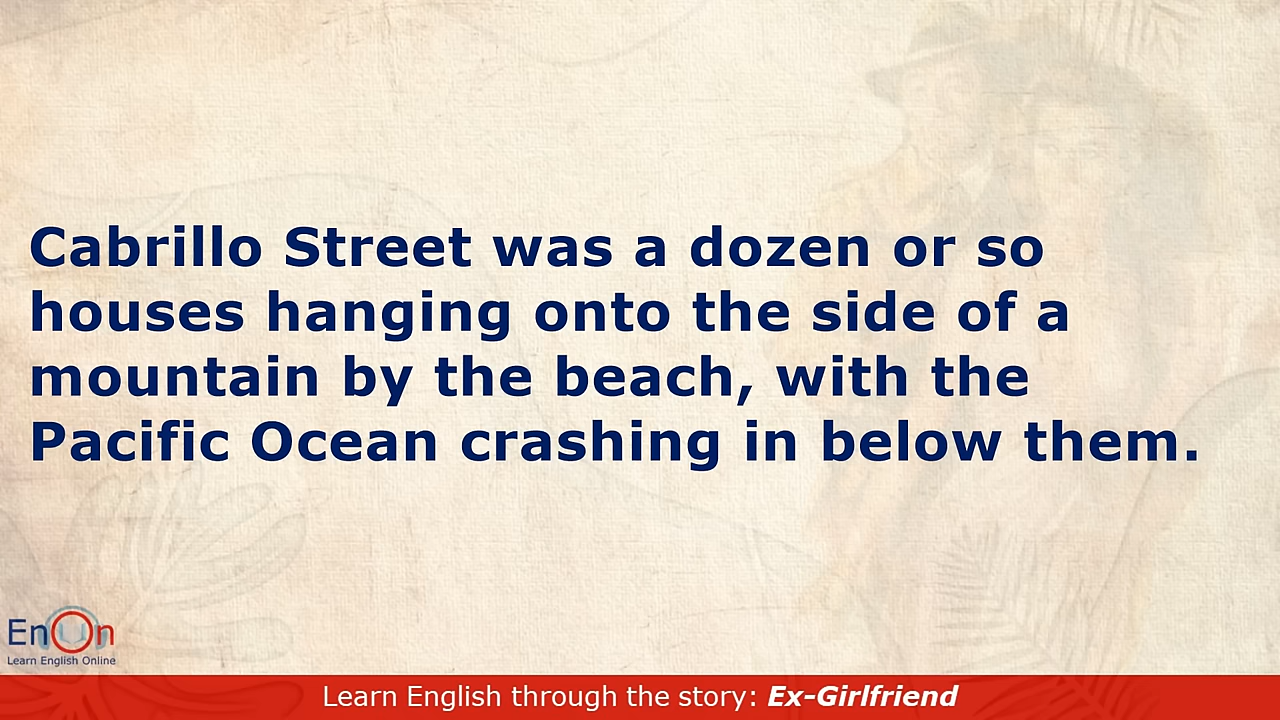 Cabrillo Street was a dozen or so
houses hanging onto the side of a
mountain by the beach, with the
Pacific Ocean crashing in below them.
EnOn
Learn English Online
Learn English through the story: Ex-Girlfriend